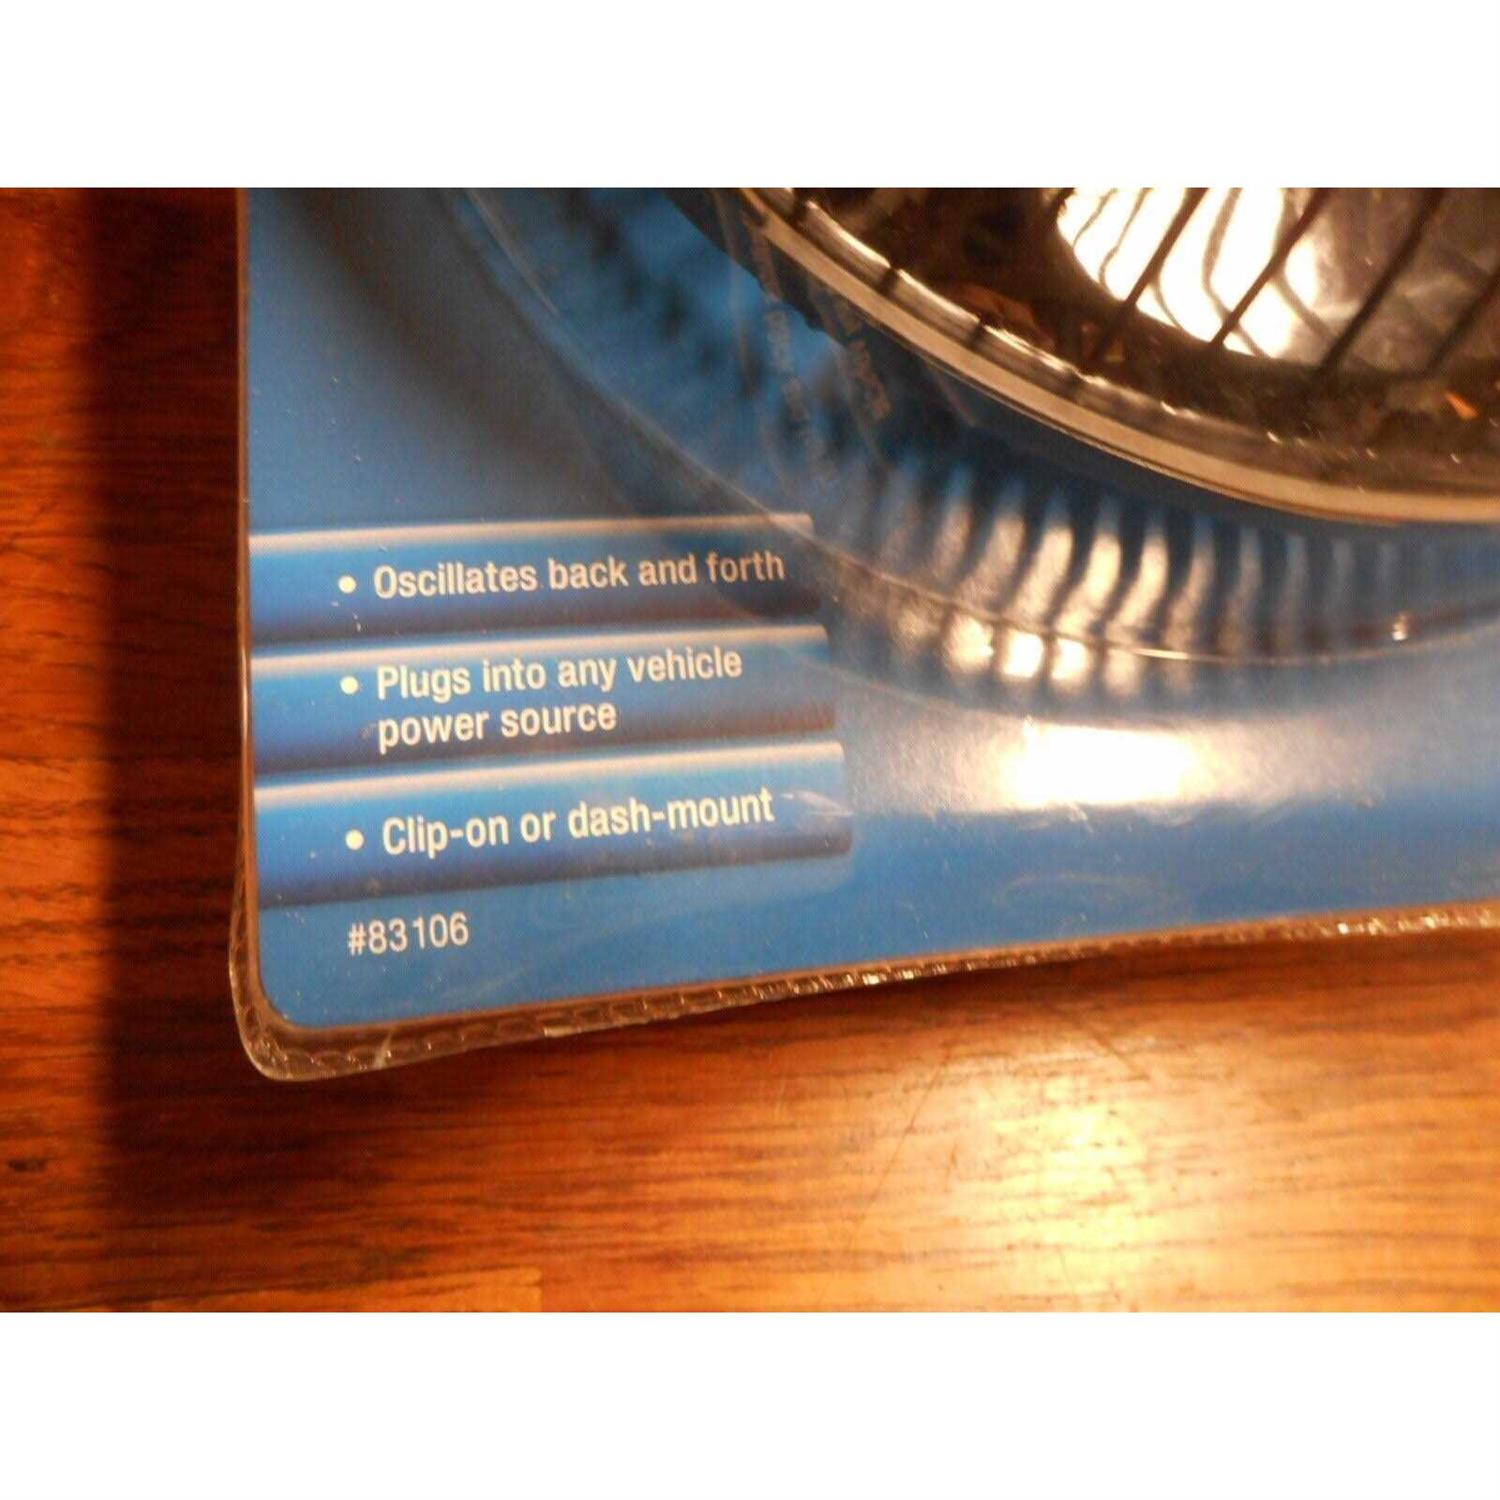 • Oscillates back and forth
• Plugs into any vehicle
power source
• Clip-on or dash-mount
#83106